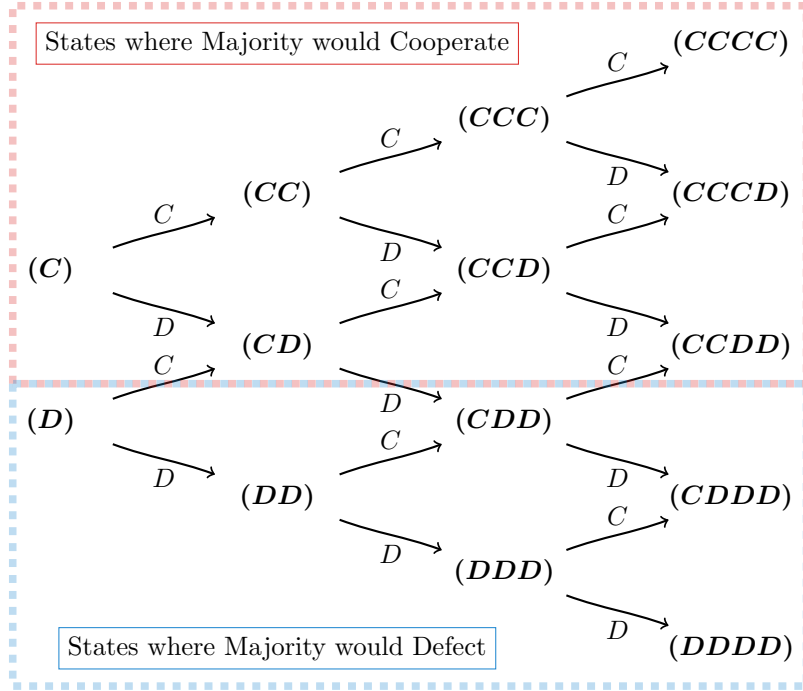 (CCCC)
States where Majority would Cooperate
C
(CCC)
C
D
(CC)
(CCCD)
C
C
D
(C)
(CCD)
C
D
D
(CD)
(CCDD)
C
C
D
(D)
(CDD)
C
D
D
(DD)
(CDDD)
C
D
(DDD)
D
States where Majority would Defect
(DDDD)